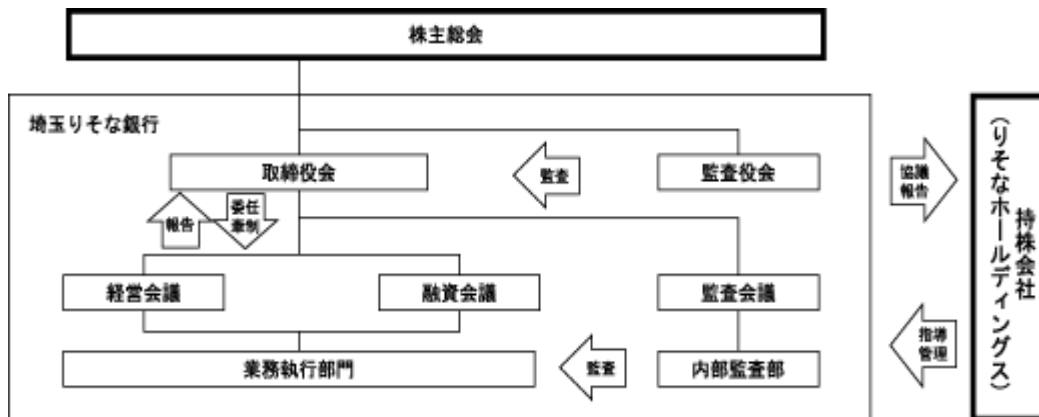 株主総会
埼玉りそな銀行
取締役会
監査
監査役会
協議
報告
報告
委任
牽制
経営会議
融資会議
監査会議
業務執行部門
監査
内部監査部
指導
管理
持株会社
（りそなホールディングス）